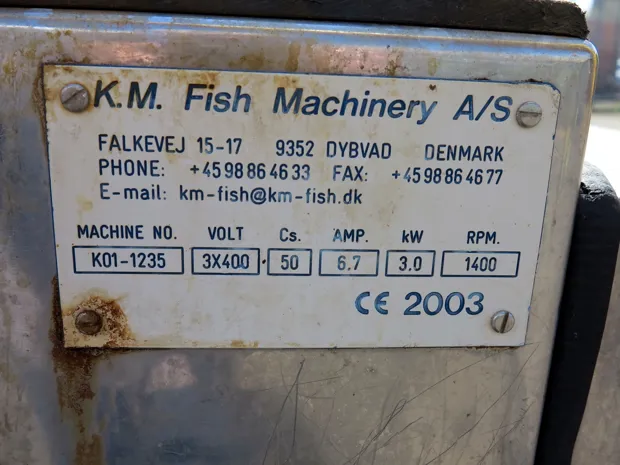 K.M. Fish Machinery A/S
FALKEVEJ 15-17 9352 DYBVAD DENMARK
PHONE: +45 98 86 46 33 FAX: +45 98 86 46 77
E-mail: km-fish@km-fish.dk
MACHINE NO. VOLT Cs. AMP. kW RPM.
K01-1235 3X400 50 6.7 3.0 1400
CE 2003